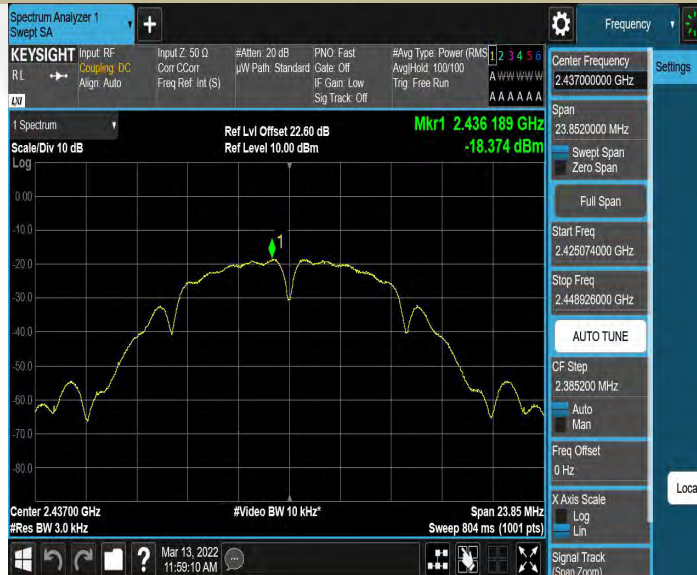 Spectrum Analyzer 1
Swept SA
Frequency
KEYSIGHT
RL
LXI
Input: RF
Coupling: DC
Align: Auto
Input Z: 50 Ω
Corr CCorr
Freq Ref: Int (S)
#Atten: 20 dB
µW Path: Standard
PNO: Fast
Gate: Off
IF Gain: Low
Sig Track: Off
#Avg Type: Power (RMS
Avg|Hold: 100/100
Trig: Free Run
1 2 3 4 5 6
A W W W W W
A A A A A A
1 Spectrum
Scale/Div 10 dB
Ref Lvl Offset 22.60 dB
Ref Level 10.00 dBm
Mkr1 2.436 189 GHz
-18.374 dBm
Log
0.00
-10.0
-20.0
-30.0
-40.0
-50.0
-60.0
-70.0
-80.0
1
Center 2.43700 GHz
#Res BW 3.0 kHz
#Video BW 10 kHz*
Span 23.85 MHz
Sweep 804 ms (1001 pts)
?
Mar 13, 2022
11:59:10 AM
Center Frequency
2.437000000 GHz
Settings
Span
23.8520000 MHz
Swept Span
Zero Span
Full Span
Start Freq
2.425074000 GHz
Stop Freq
2.448926000 GHz
AUTO TUNE
CF Step
2.385200 MHz
Auto
Man
Freq Offset
0 Hz
X Axis Scale
Log
Lin
Loca
Signal Track
(Span Zoom)